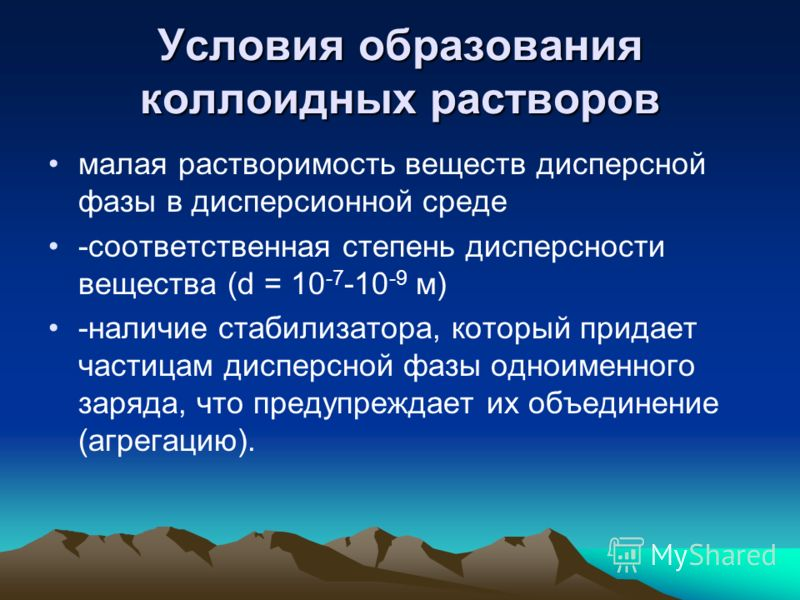 Условия образования
коллоидных растворов
• малая растворимость веществ дисперсной
фазы в дисперсионной среде
• -соответственная степень дисперсности
вещества (d = 10⁻⁷-10⁻⁹ м)
• -наличие стабилизатора, который придает
частицам дисперсной фазы одноименного
заряда, что предупреждает их объединение
(агрегацию).
MyShared